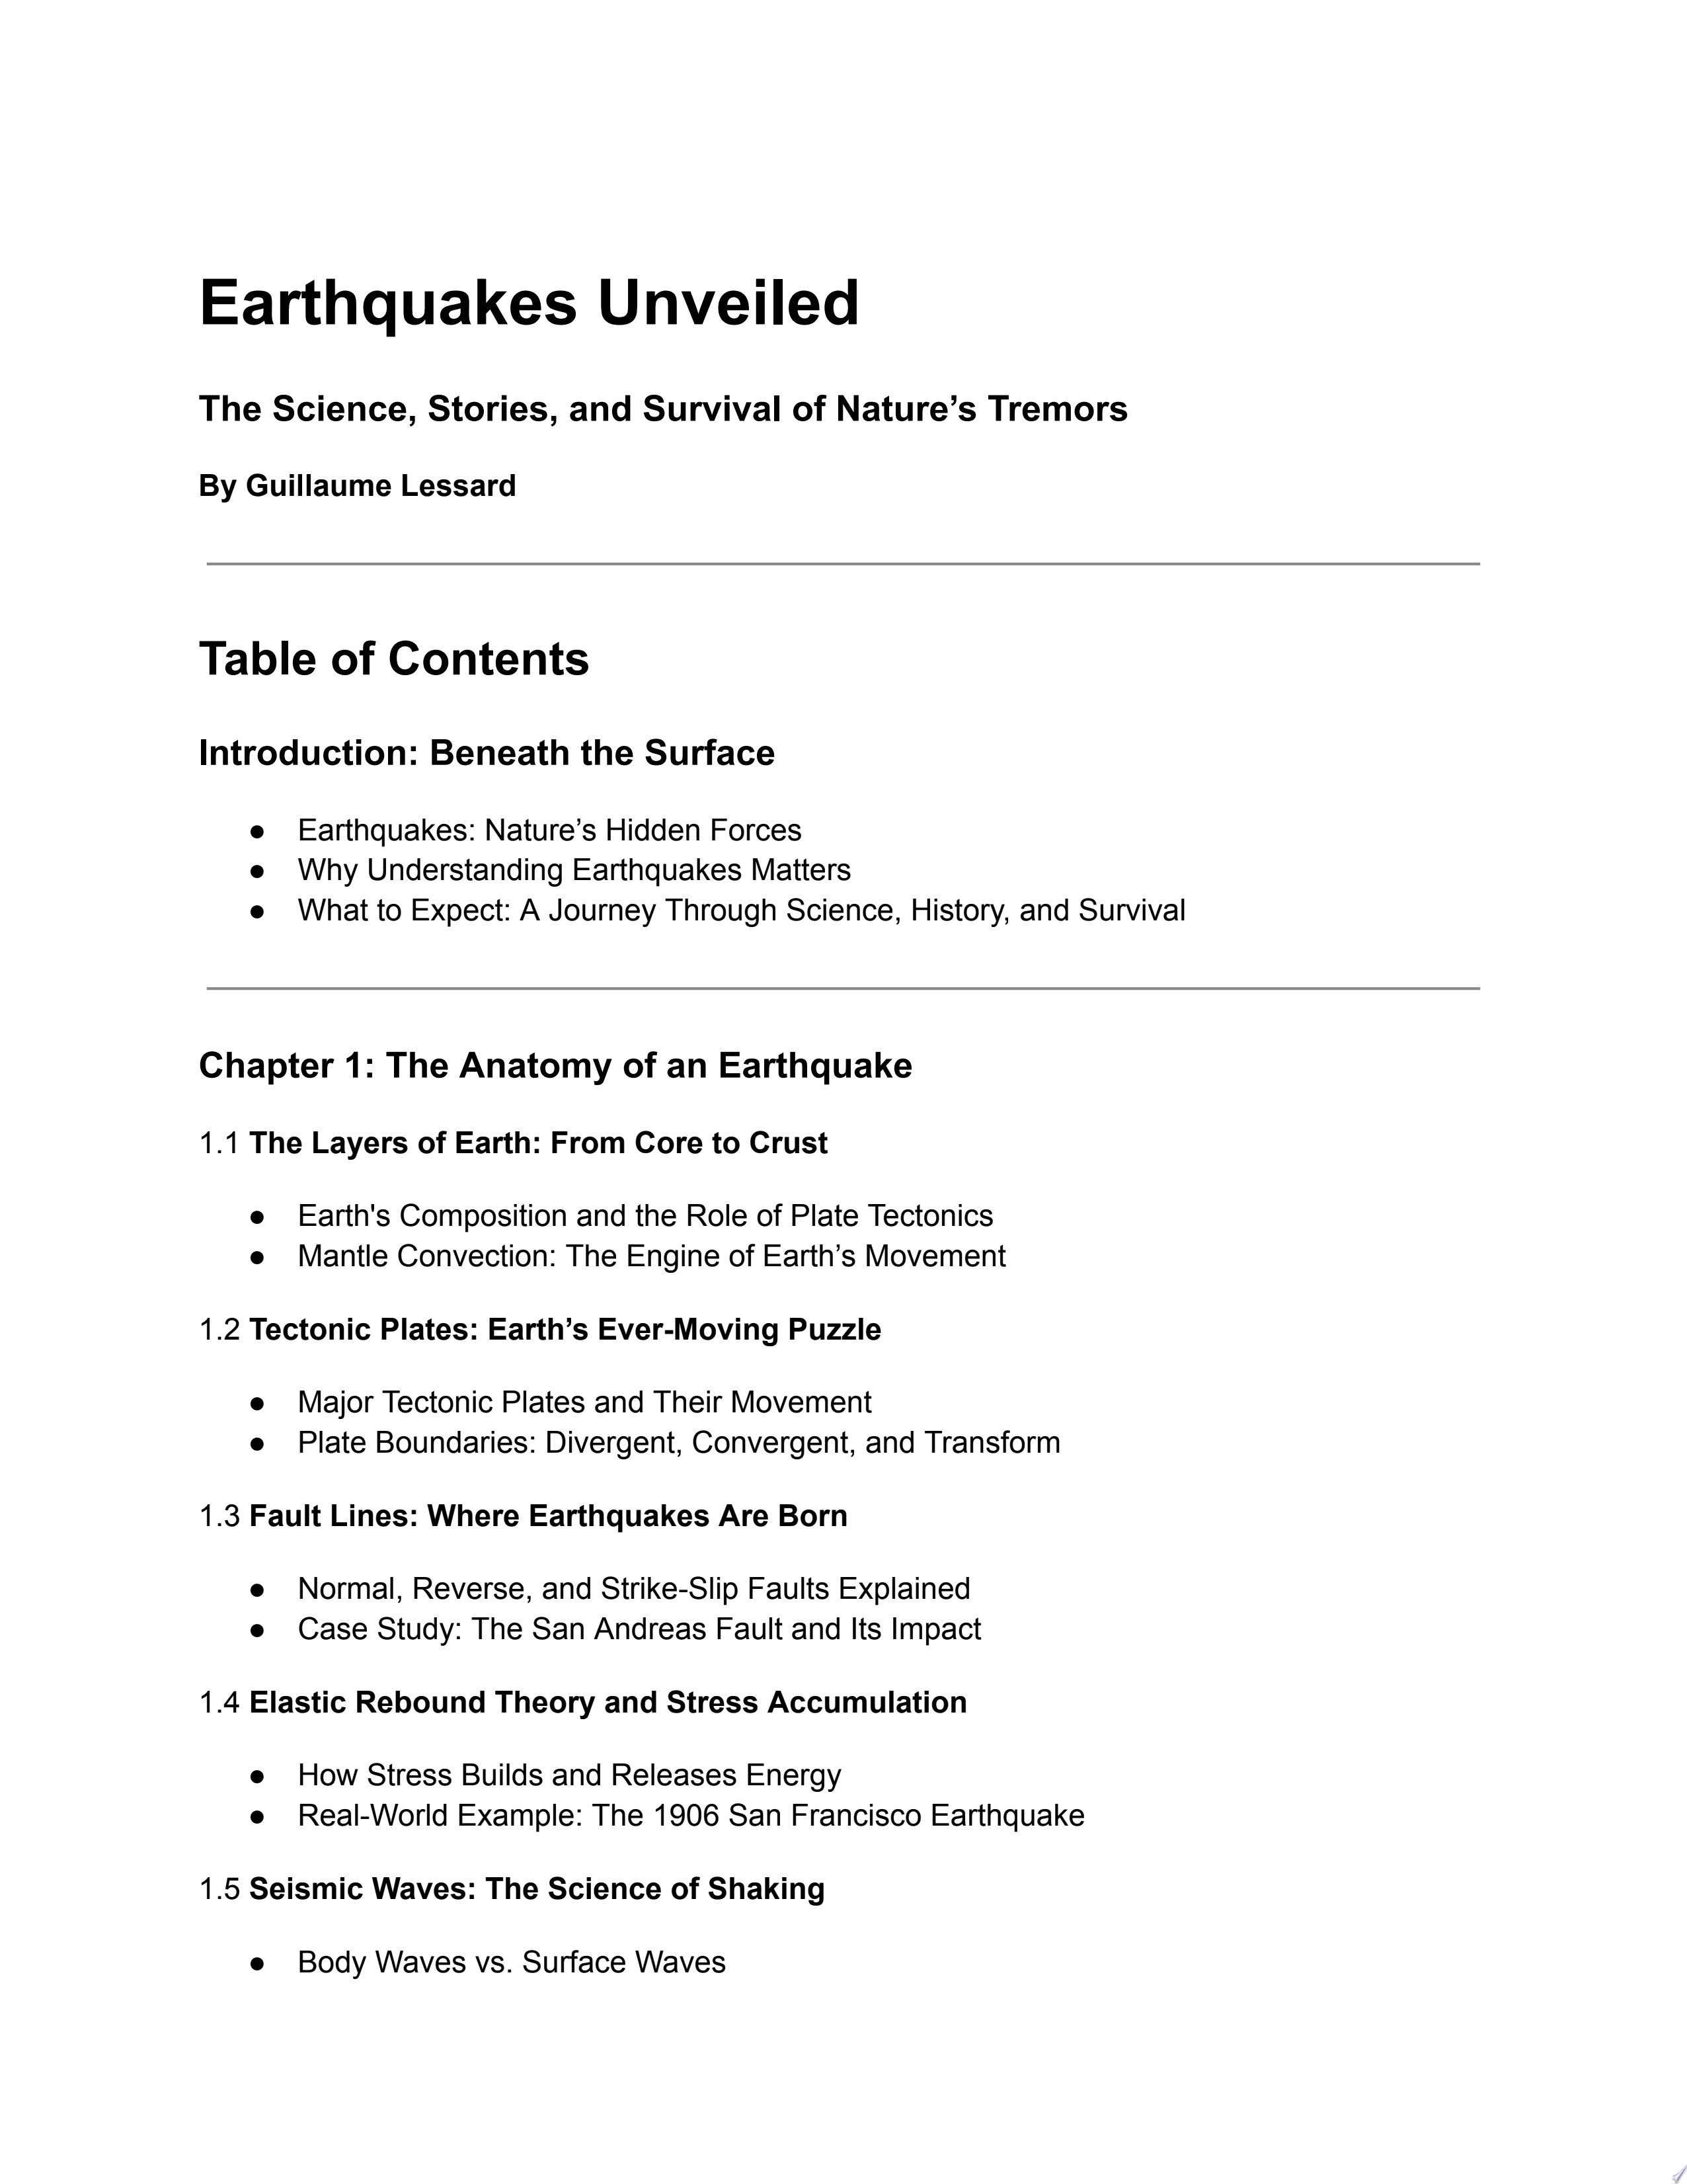 Earthquakes Unveiled
The Science, Stories, and Survival of Nature’s Tremors
By Guillaume Lessard
Table of Contents
Introduction: Beneath the Surface
● Earthquakes: Nature’s Hidden Forces
● Why Understanding Earthquakes Matters
● What to Expect: A Journey Through Science, History, and Survival
Chapter 1: The Anatomy of an Earthquake
1.1 The Layers of Earth: From Core to Crust
● Earth's Composition and the Role of Plate Tectonics
● Mantle Convection: The Engine of Earth’s Movement
1.2 Tectonic Plates: Earth’s Ever-Moving Puzzle
● Major Tectonic Plates and Their Movement
● Plate Boundaries: Divergent, Convergent, and Transform
1.3 Fault Lines: Where Earthquakes Are Born
● Normal, Reverse, and Strike-Slip Faults Explained
● Case Study: The San Andreas Fault and Its Impact
1.4 Elastic Rebound Theory and Stress Accumulation
● How Stress Builds and Releases Energy
● Real-World Example: The 1906 San Francisco Earthquake
1.5 Seismic Waves: The Science of Shaking
● Body Waves vs. Surface Waves